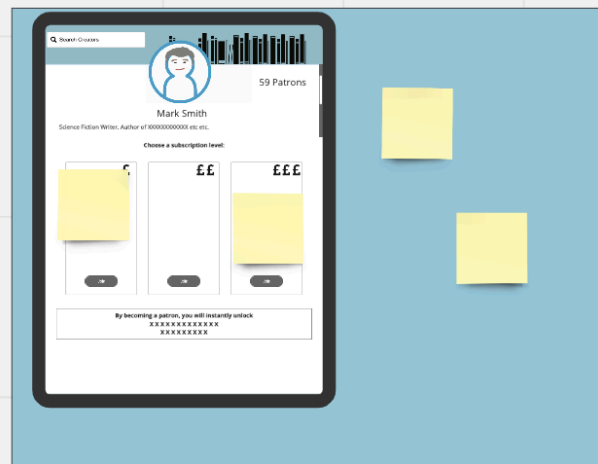 Search Creators
59 Patrons
Mark Smith
Science Fiction Writer. Author of XXXXXXXXXXXX etc etc.
Choose a subscription level:
£ ££ £££
By becoming a patron, you will instantly unlock
XXXXXXXXXXXXX
XXXXXXXXX